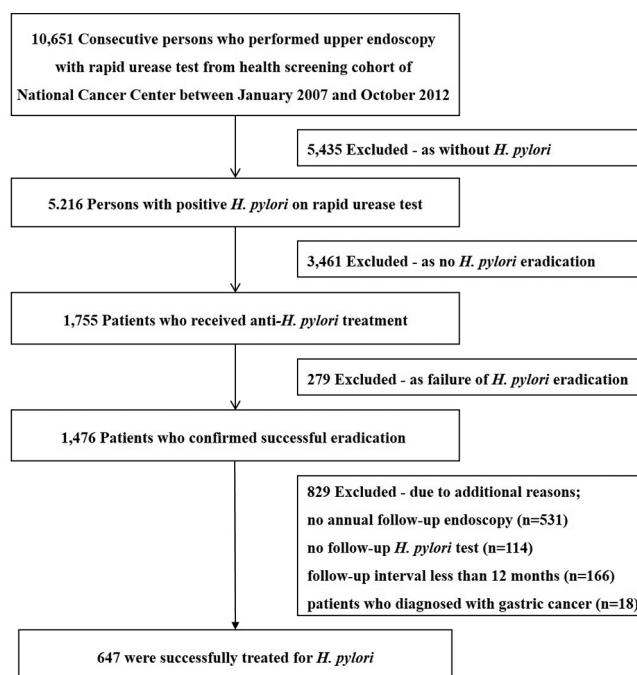 10,651 Consecutive persons who performed upper endoscopy
with rapid urease test from health screening cohort of
National Cancer Center between January 2007 and October 2012
5,435 Excluded - as without H. pylori
5.216 Persons with positive H. pylori on rapid urease test
3,461 Excluded - as no H. pylori eradication
1,755 Patients who received anti-H. pylori treatment
279 Excluded - as failure of H. pylori eradication
1,476 Patients who confirmed successful eradication
829 Excluded - due to additional reasons;
no annual follow-up endoscopy (n=531)
no follow-up H. pylori test (n=114)
follow-up interval less than 12 months (n=166)
patients who diagnosed with gastric cancer (n=18)
647 were successfully treated for H. pylori